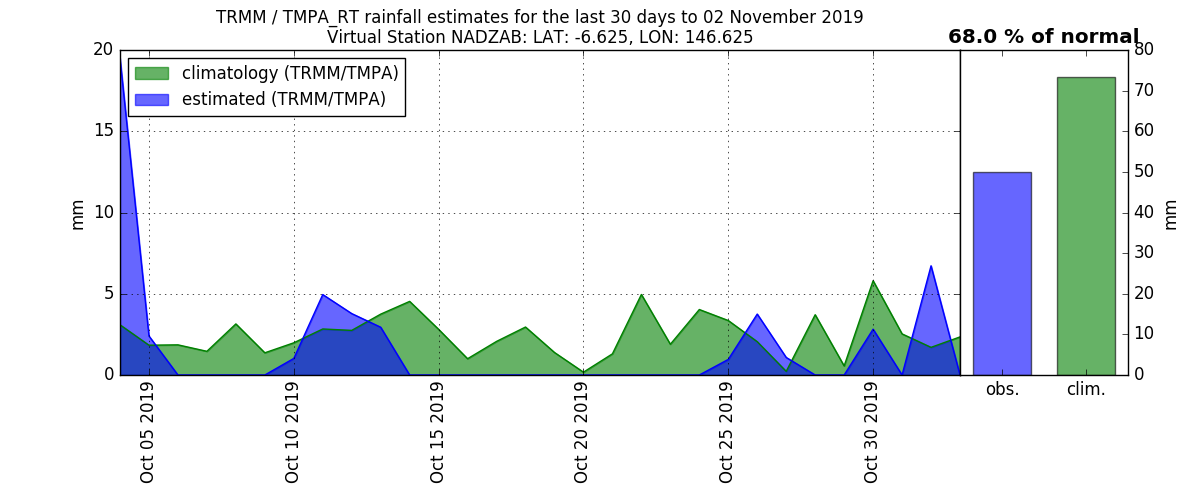 TRMM / TMPA_RT rainfall estimates for the last 30 days to 02 November 2019
Virtual Station NADZAB: LAT: -6.625, LON: 146.625
68.0 % of normal
climatology (TRMM/TMPA)
estimated (TRMM/TMPA)
20
15
10
5
0
mm
Oct 05 2019
Oct 10 2019
Oct 15 2019
Oct 20 2019
Oct 25 2019
Oct 30 2019
80
70
60
50
40
30
20
10
0
mm
obs.
clim.